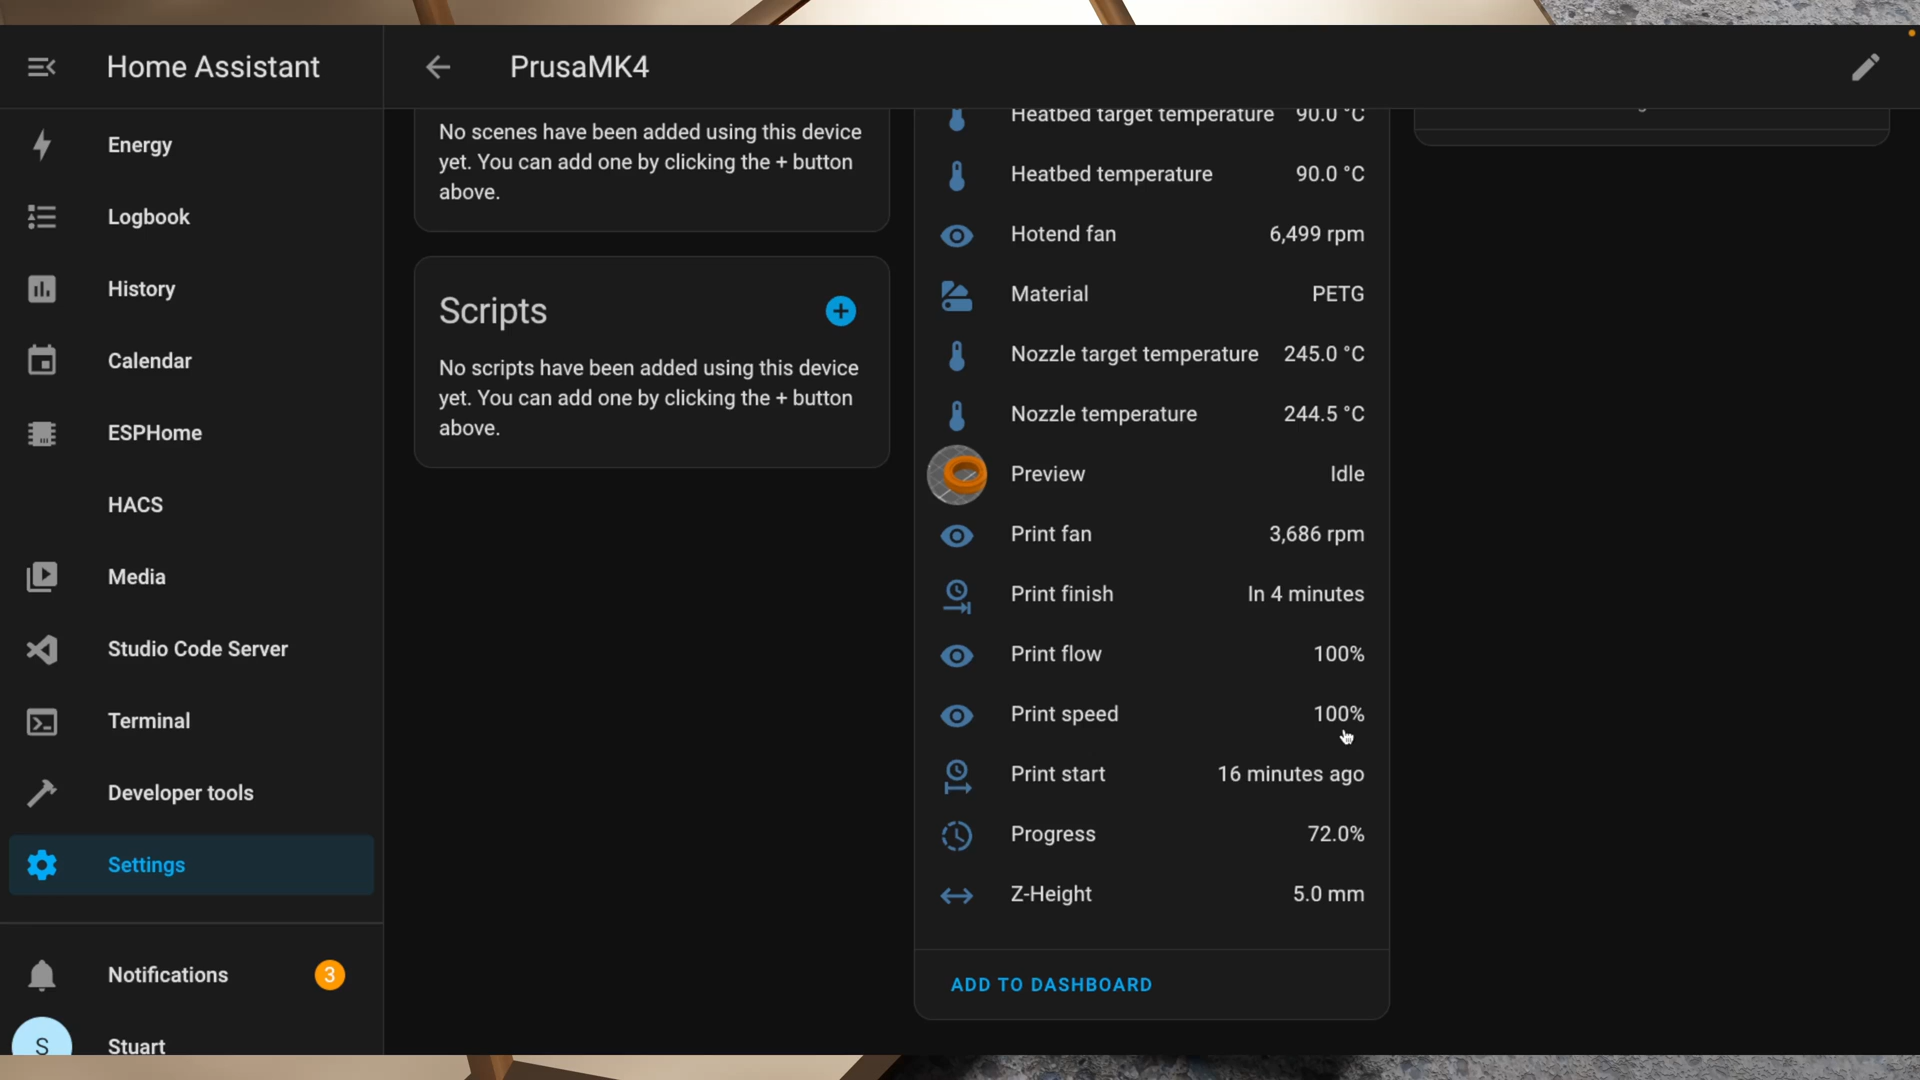 Home Assistant
PrusaMK4
Energy
Logbook
History
Calendar
ESPHome
HACS
Media
Studio Code Server
Terminal
Developer tools
Settings
Notifications 3
S Stuart
No scenes have been added using this device
yet. You can add one by clicking the + button
above.
Scripts
No scripts have been added using this device
yet. You can add one by clicking the + button
above.
Heatbed target temperature 90.0 °C
Heatbed temperature 90.0 °C
Hotend fan 6,499 rpm
Material PETG
Nozzle target temperature 245.0 °C
Nozzle temperature 244.5 °C
Preview Idle
Print fan 3,686 rpm
Print finish In 4 minutes
Print flow 100%
Print speed 100%
Print start 16 minutes ago
Progress 72.0%
Z-Height 5.0 mm
ADD TO DASHBOARD